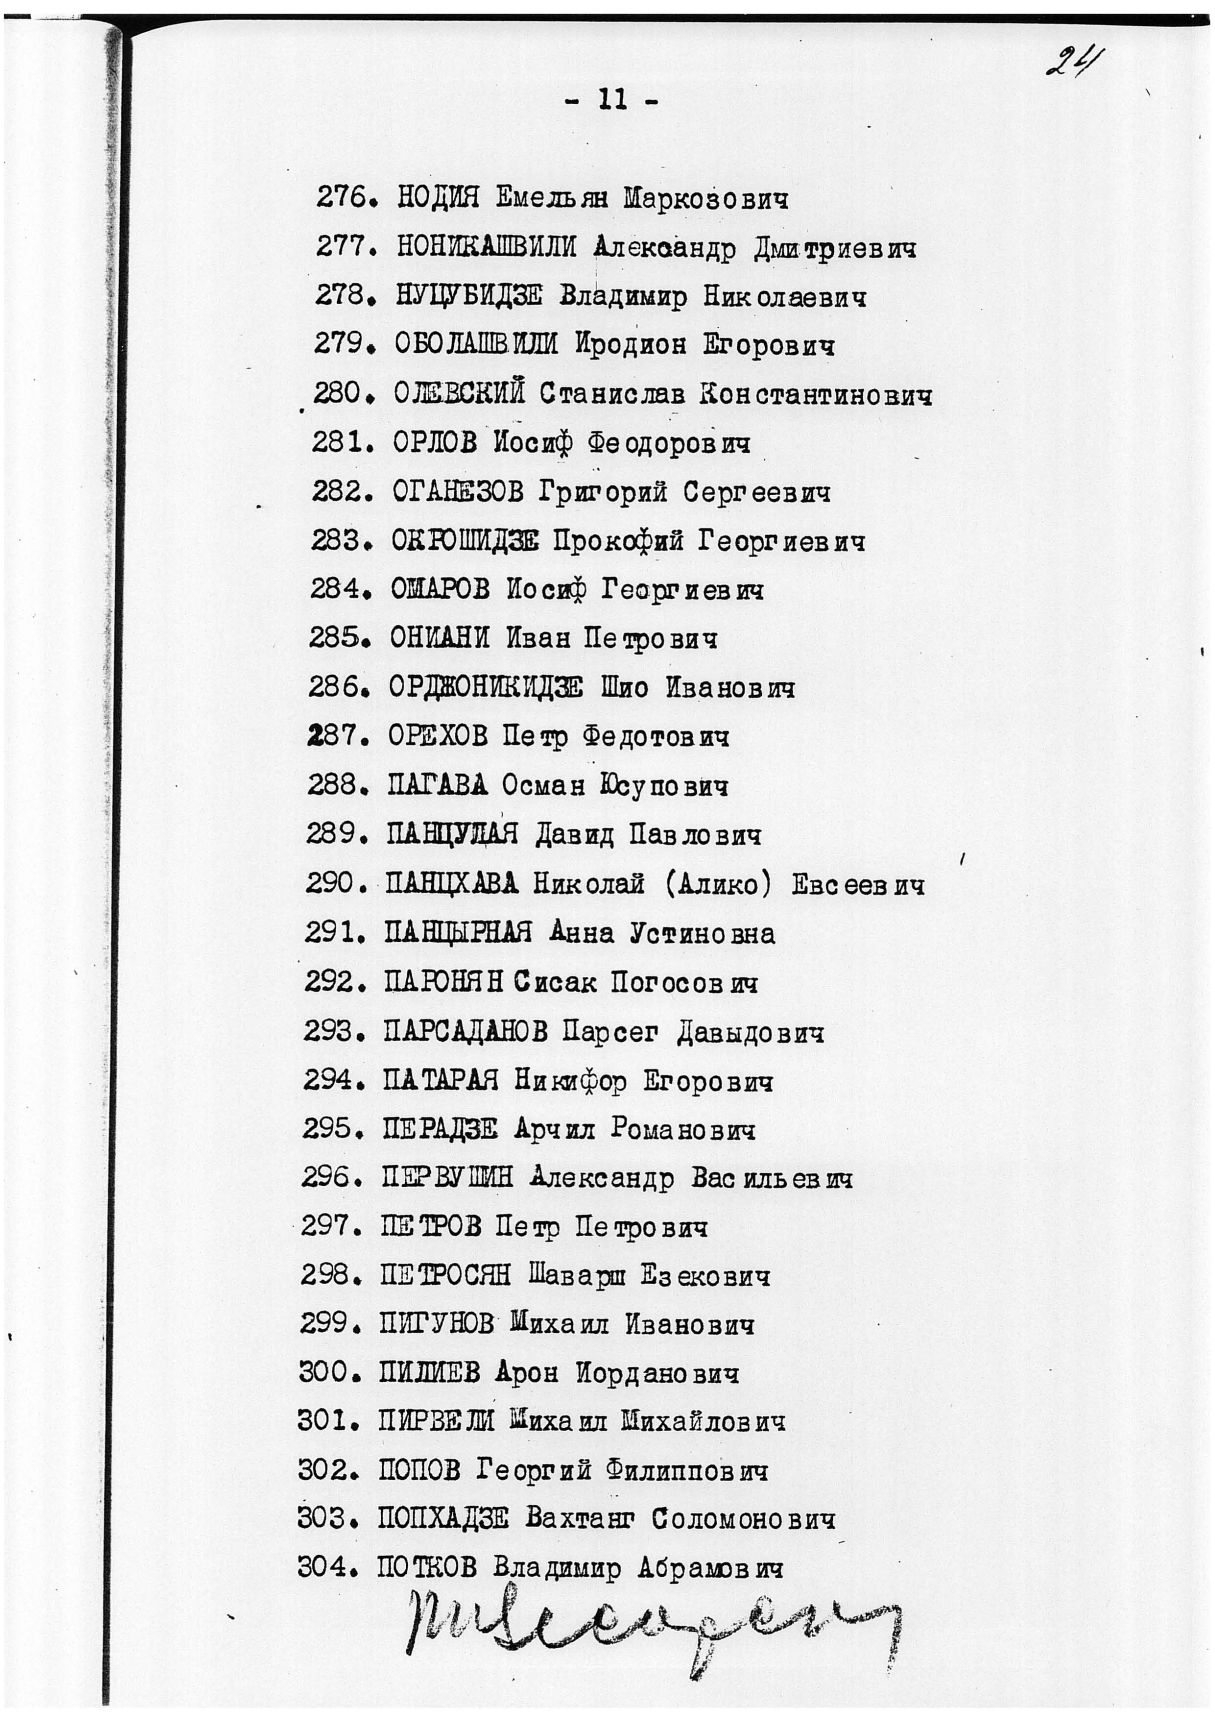 24
- 11 -
276. НОДИЯ Емельян Маркозович
277. НОНИКАШВИЛИ Александр Дмитриевич
278. НУЦУБИДЗЕ Владимир Николаевич
279. ОБОЛАШВИЛИ Иродион Егорович
280. ОЛЕВСКИЙ Станислав Константинович
281. ОРЛОВ Иосиф Феодорович
282. ОГАНЕЗОВ Григорий Сергеевич
283. ОКРОШИДЗЕ Прокофий Георгиевич
284. ОМАРОВ Иосиф Георгиевич
285. ОНИАНИ Иван Петрович
286. ОРДЖОНИКИДЗЕ Шио Иванович
287. ОРЕХОВ Петр Федотович
288. ПАГАВА Осман Юсупович
289. ПАНЦУЛАЯ Давид Павлович
290. ПАНЦХАВА Николай (Алико) Евсеевич
291. ПАНЦЫРНАЯ Анна Устиновна
292. ПАРОНЯН Сисак Погосович
293. ПАРСАДАНОВ Парсег Давыдович
294. ПАТАРАЯ Никифор Егорович
295. ПЕРАДЗЕ Арчил Романович
296. ПЕРВУШИН Александр Васильевич
297. ПЕТРОВ Петр Петрович
298. ПЕТРОСЯН Шаварш Езекович
299. ПИГУНОВ Михаил Иванович
300. ПИЛИЕВ Арон Иорданович
301. ПИРВЕЛИ Михаил Михайлович
302. ПОПОВ Георгий Филиппович
303. ПОПХАДЗЕ Вахтанг Соломонович
304. ПОТКОВ Владимир Абрамович